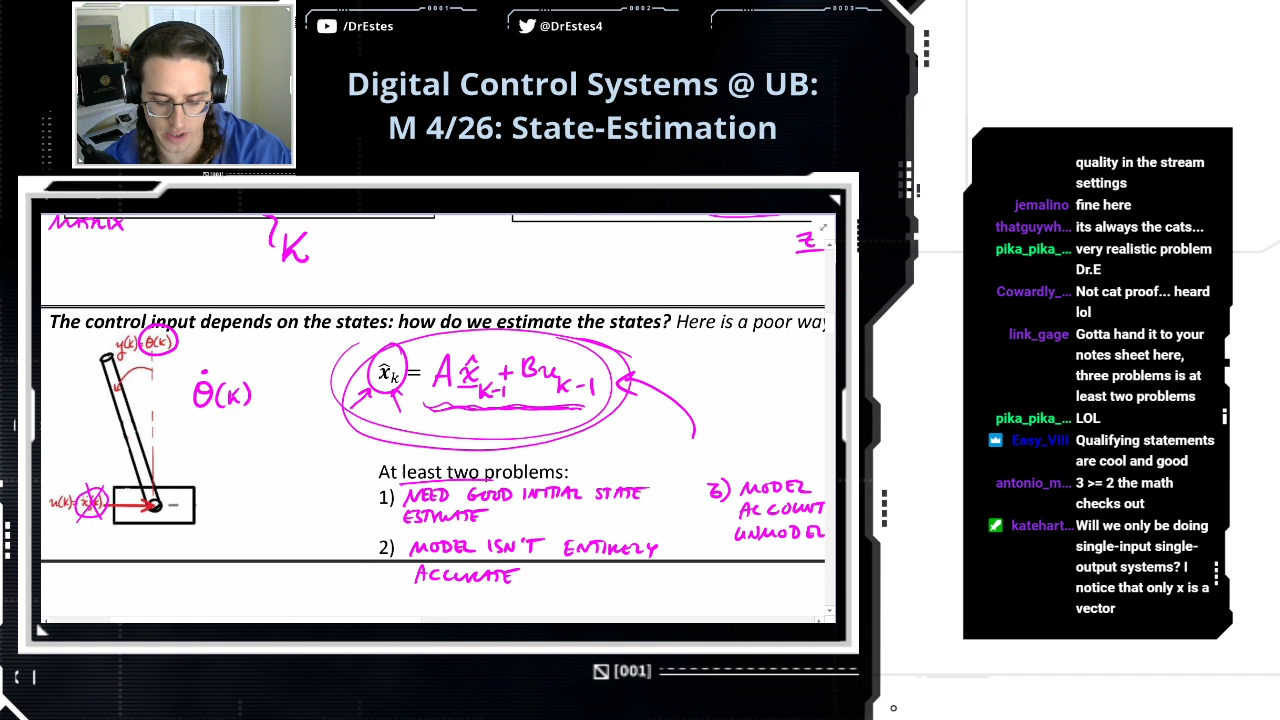 0001
0002
0003
/DrEstes
@DrEstes4
Digital Control Systems @ UB:
M 4/26: State-Estimation
[001]
MATRIX
K
z
The control input depends on the states: how do we estimate the states? Here is a poor way
y(k)=θ(k)
θ̇(k)
x̂k = A x̂k-1 + Buk-1
u(k)=
At least two problems:
1) NEED GOOD INITIAL STATE
ESTIMATE
2) MODEL ISN'T ENTIRELY
ACCURATE
3) MODEL
ACCOUNT
UNMODEL
[001]
quality in the stream
settings
jemalino fine here
thatguywh... its always the cats...
pika_pika_... very realistic problem
Dr.E
Cowardly_... Not cat proof... heard
lol
link_gage Gotta hand it to your
notes sheet here,
three problems is at
least two problems
pika_pika_... LOL
Easy_VIII Qualifying statements
are cool and good
antonio_m... 3 >= 2 the math
checks out
katehart... Will we only be doing
single-input single-
output systems? I
notice that only x is a
vector